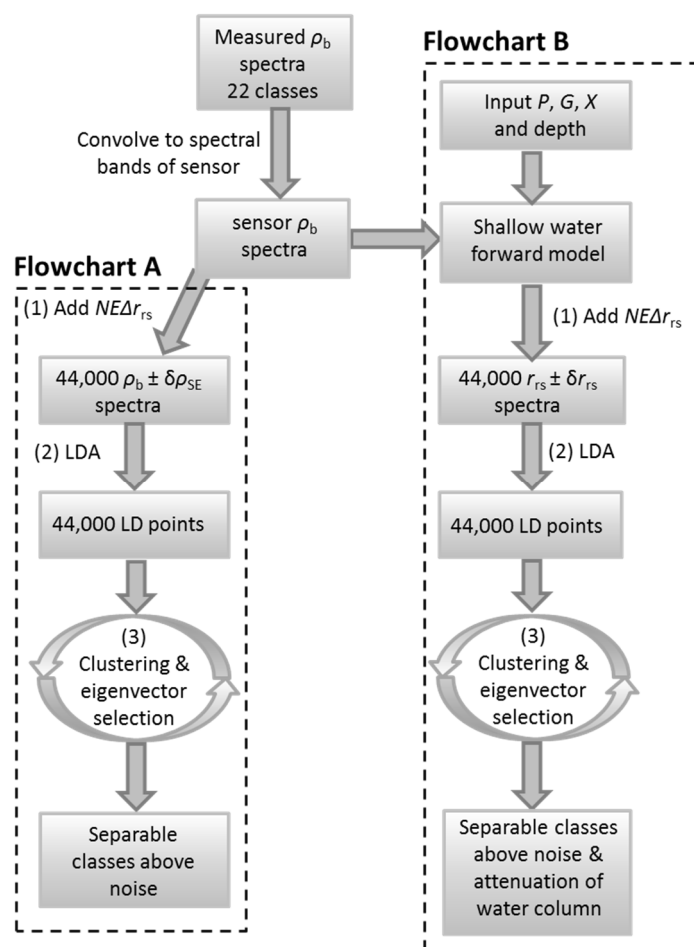 Measured ρb
spectra
22 classes
Convolve to spectral
bands of sensor
sensor ρb
spectra
Flowchart A
(1) Add NEΔrrs
44,000 ρb ± δρSE
spectra
(2) LDA
44,000 LD points
(3)
Clustering &
eigenvector
selection
Separable
classes above
noise
Flowchart B
Input P, G, X
and depth
Shallow water
forward model
(1) Add NEΔrrs
44,000 rrs ± δrrs
spectra
(2) LDA
44,000 LD points
(3)
Clustering &
eigenvector
selection
Separable classes
above noise &
attenuation of
water column